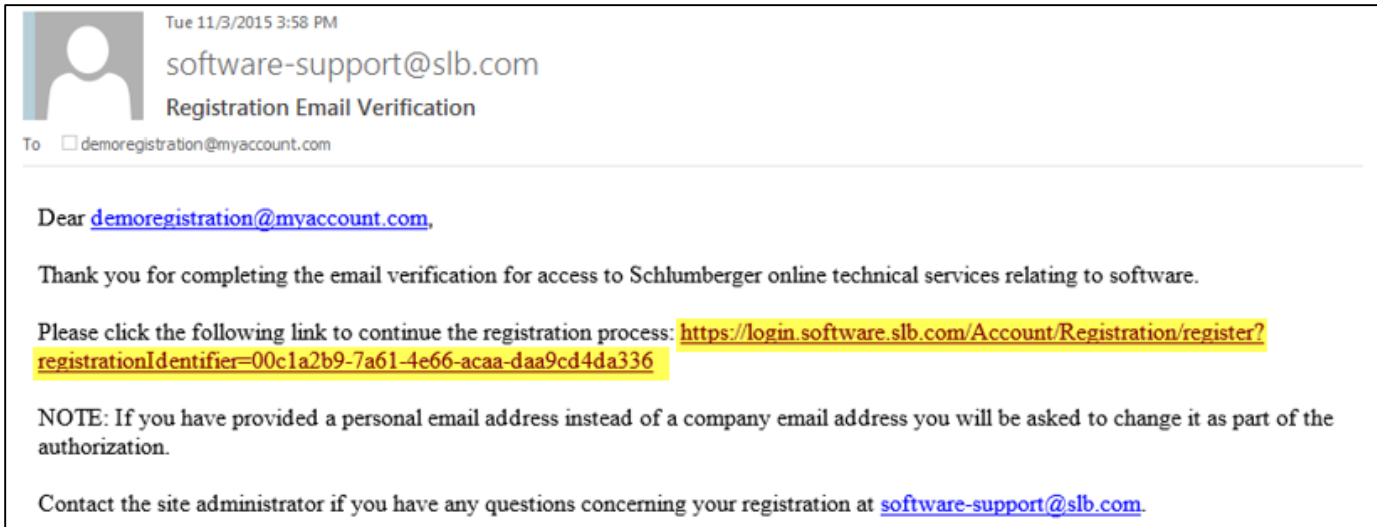 Tue 11/3/2015 3:58 PM
software-support@slb.com
Registration Email Verification
To demoregistration@myaccount.com
Dear demoregistration@myaccount.com,
Thank you for completing the email verification for access to Schlumberger online technical services relating to software.
Please click the following link to continue the registration process: https://login.software.slb.com/Account/Registration/register?
registrationIdentifier=00c1a2b9-7a61-4e66-acaa-daa9cd4da336
NOTE: If you have provided a personal email address instead of a company email address you will be asked to change it as part of the
authorization.
Contact the site administrator if you have any questions concerning your registration at software-support@slb.com.